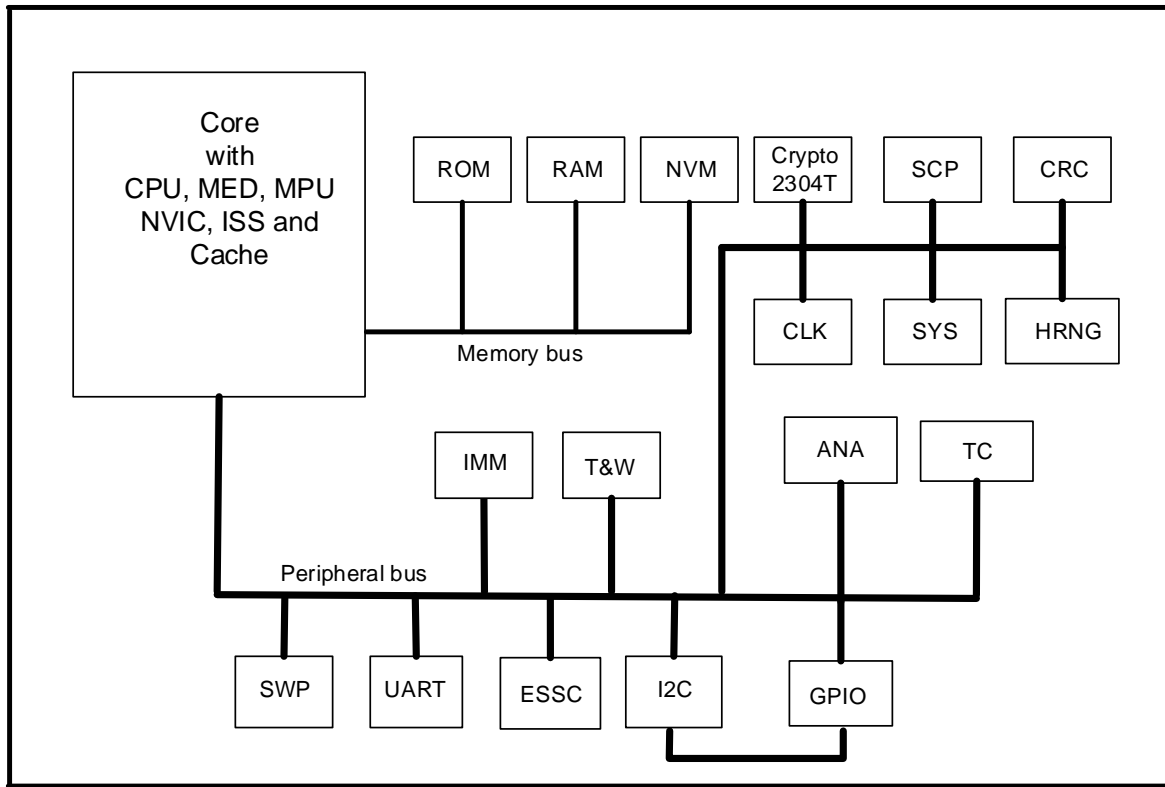 Core
with
CPU, MED, MPU
NVIC, ISS and
Cache
ROM
RAM
NVM
Crypto
2304T
SCP
CRC
CLK
SYS
HRNG
Memory bus
IMM
T&W
ANA
TC
Peripheral bus
SWP
UART
ESSC
I2C
GPIO